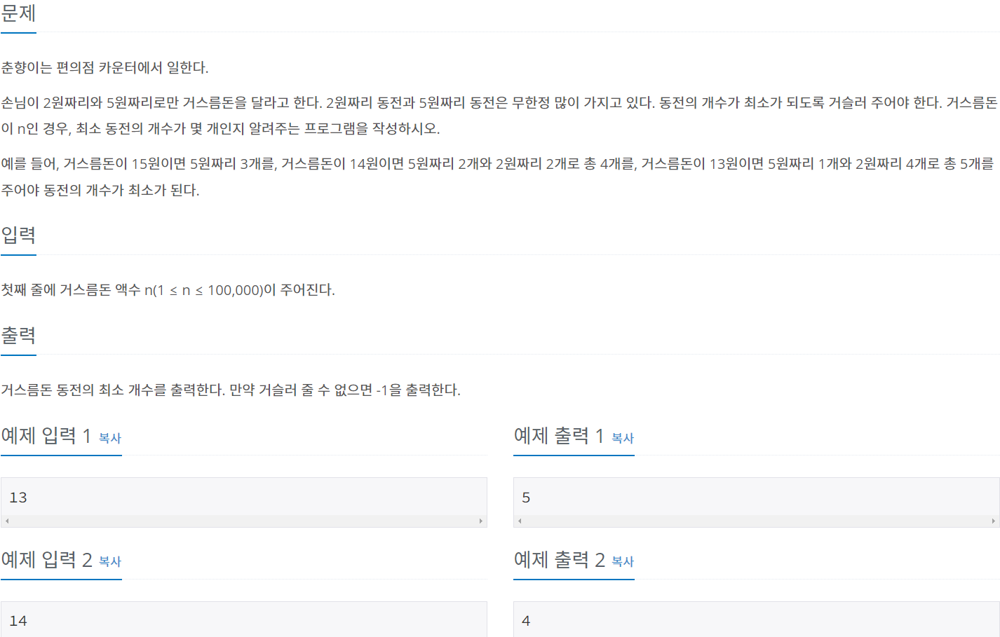 문제
춘향이는 편의점 카운터에서 일한다.
손님이 2원짜리와 5원짜리로만 거스름돈을 달라고 한다. 2원짜리 동전과 5원짜리 동전은 무한정 많이 가지고 있다. 동전의 개수가 최소가 되도록 거슬러 주어야 한다. 거스름돈
이 n인 경우, 최소 동전의 개수가 몇 개인지 알려주는 프로그램을 작성하시오.
예를 들어, 거스름돈이 15원이면 5원짜리 3개를, 거스름돈이 14원이면 5원짜리 2개와 2원짜리 2개로 총 4개를, 거스름돈이 13원이면 5원짜리 1개와 2원짜리 4개로 총 5개를
주어야 동전의 개수가 최소가 된다.
입력
첫째 줄에 거스름돈 액수 n(1 ≤ n ≤ 100,000)이 주어진다.
출력
거스름돈 동전의 최소 개수를 출력한다. 만약 거슬러 줄 수 없으면 -1을 출력한다.
예제 입력 1 복사
예제 출력 1 복사
13
5
예제 입력 2 복사
예제 출력 2 복사
14
4